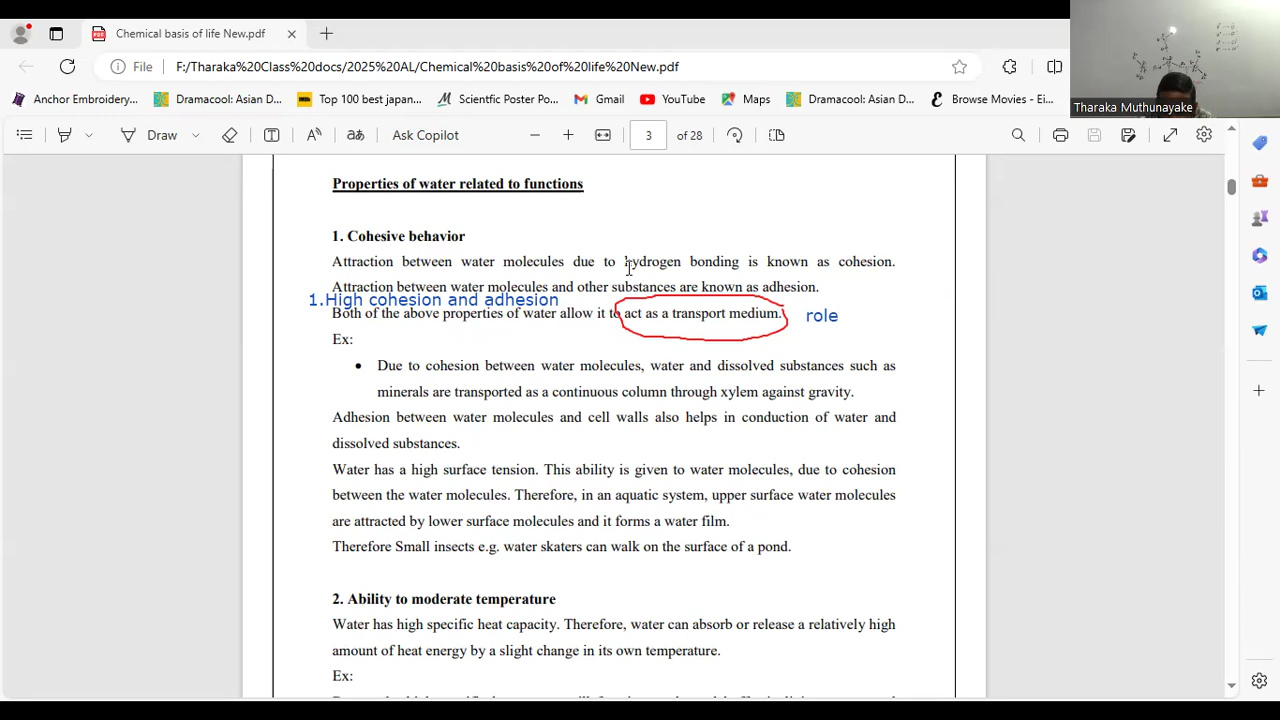 Chemical basis of life New.pdf
File
F:/Tharaka%20Class%20docs/2025%20AL/Chemical%20basis%20of%20life%20New.pdf
Anchor Embroidery...
Dramacool: Asian D...
Top 100 best japan...
Scientfic Poster Po...
Gmail
YouTube
Maps
Dramacool: Asian D...
Browse Movies - Ei...
Tharaka Muthunayake
Draw
Ask Copilot
3 of 28
Properties of water related to functions
1. Cohesive behavior
Attraction between water molecules due to hydrogen bonding is known as cohesion.
Attraction between water molecules and other substances are known as adhesion.
1.High cohesion and adhesion
Both of the above properties of water allow it to act as a transport medium.
role
Ex:
• Due to cohesion between water molecules, water and dissolved substances such as
minerals are transported as a continuous column through xylem against gravity.
Adhesion between water molecules and cell walls also helps in conduction of water and
dissolved substances.
Water has a high surface tension. This ability is given to water molecules, due to cohesion
between the water molecules. Therefore, in an aquatic system, upper surface water molecules
are attracted by lower surface molecules and it forms a water film.
Therefore Small insects e.g. water skaters can walk on the surface of a pond.
2. Ability to moderate temperature
Water has high specific heat capacity. Therefore, water can absorb or release a relatively high
amount of heat energy by a slight change in its own temperature.
Ex: